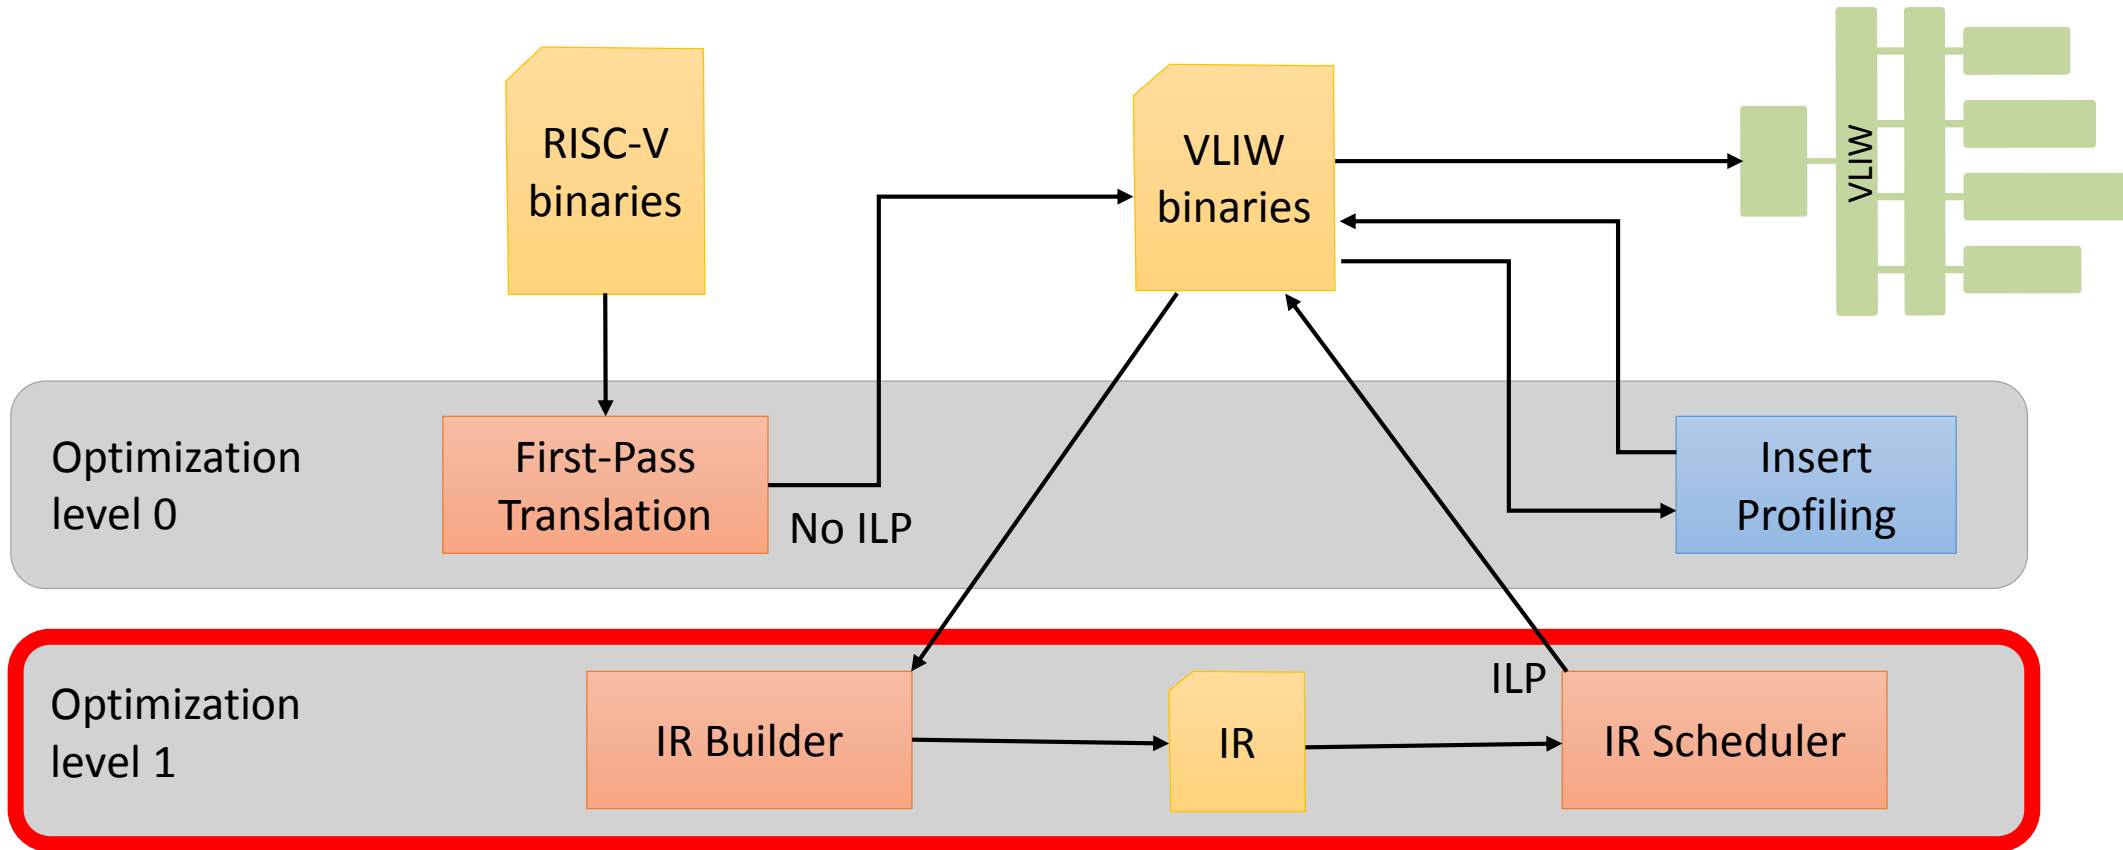 RISC-V
binaries
VLIW
binaries
VLIW
Optimization
level 0
First-Pass
Translation
No ILP
Insert
Profiling
Optimization
level 1
IR Builder
IR
ILP
IR Scheduler